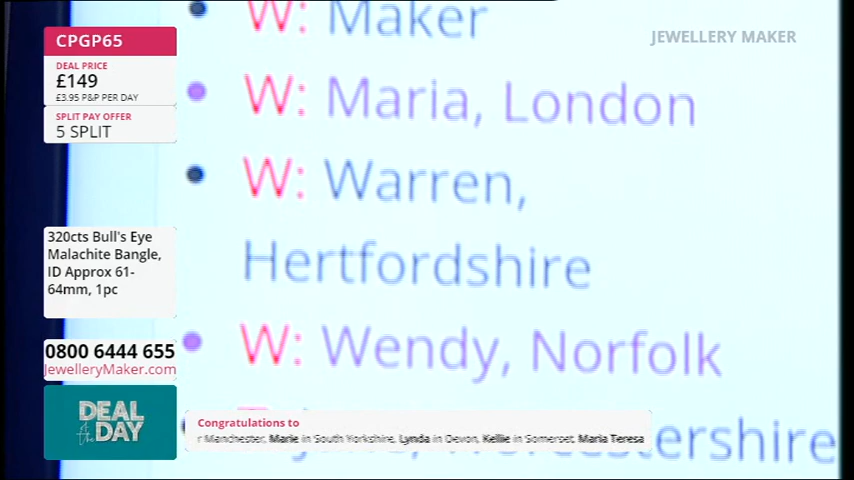 CPGP65
DEAL PRICE
£149
£3.95 P&P PER DAY
SPLIT PAY OFFER
5 SPLIT
320cts Bull's Eye
Malachite Bangle,
ID Approx 61-
64mm, 1pc
0800 6444 655
JewelleryMaker.com
DEAL
of the
DAY
JEWELLERY MAKER
W: Maker
W: Maria, London
W: Warren,
Hertfordshire
W: Wendy, Norfolk
Congratulations to
r Manchester, Marie in South Yorkshire, Lynda in Devon, Kellie in Somerset, Maria Teresa